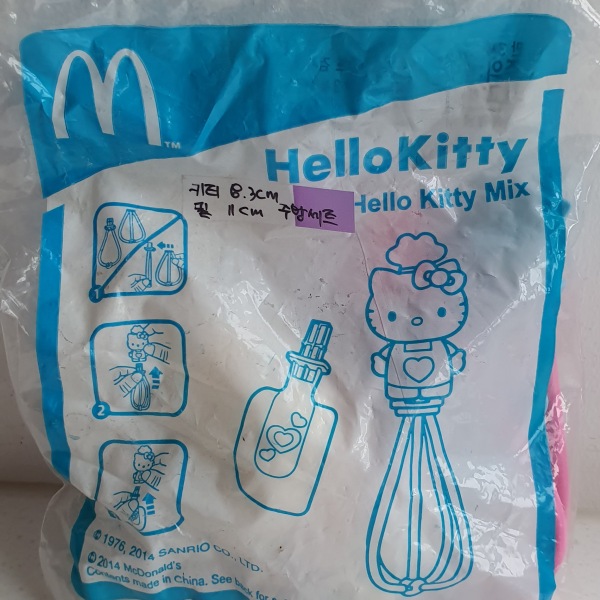 M
TM
HelloKitty
Hello Kitty Mix
키티 8.3cm
필 11cm 주방세트
1
2
© 1976, 2014 SANRIO CO., LTD.
© 2014 McDonald's
Contents made in China. See back for